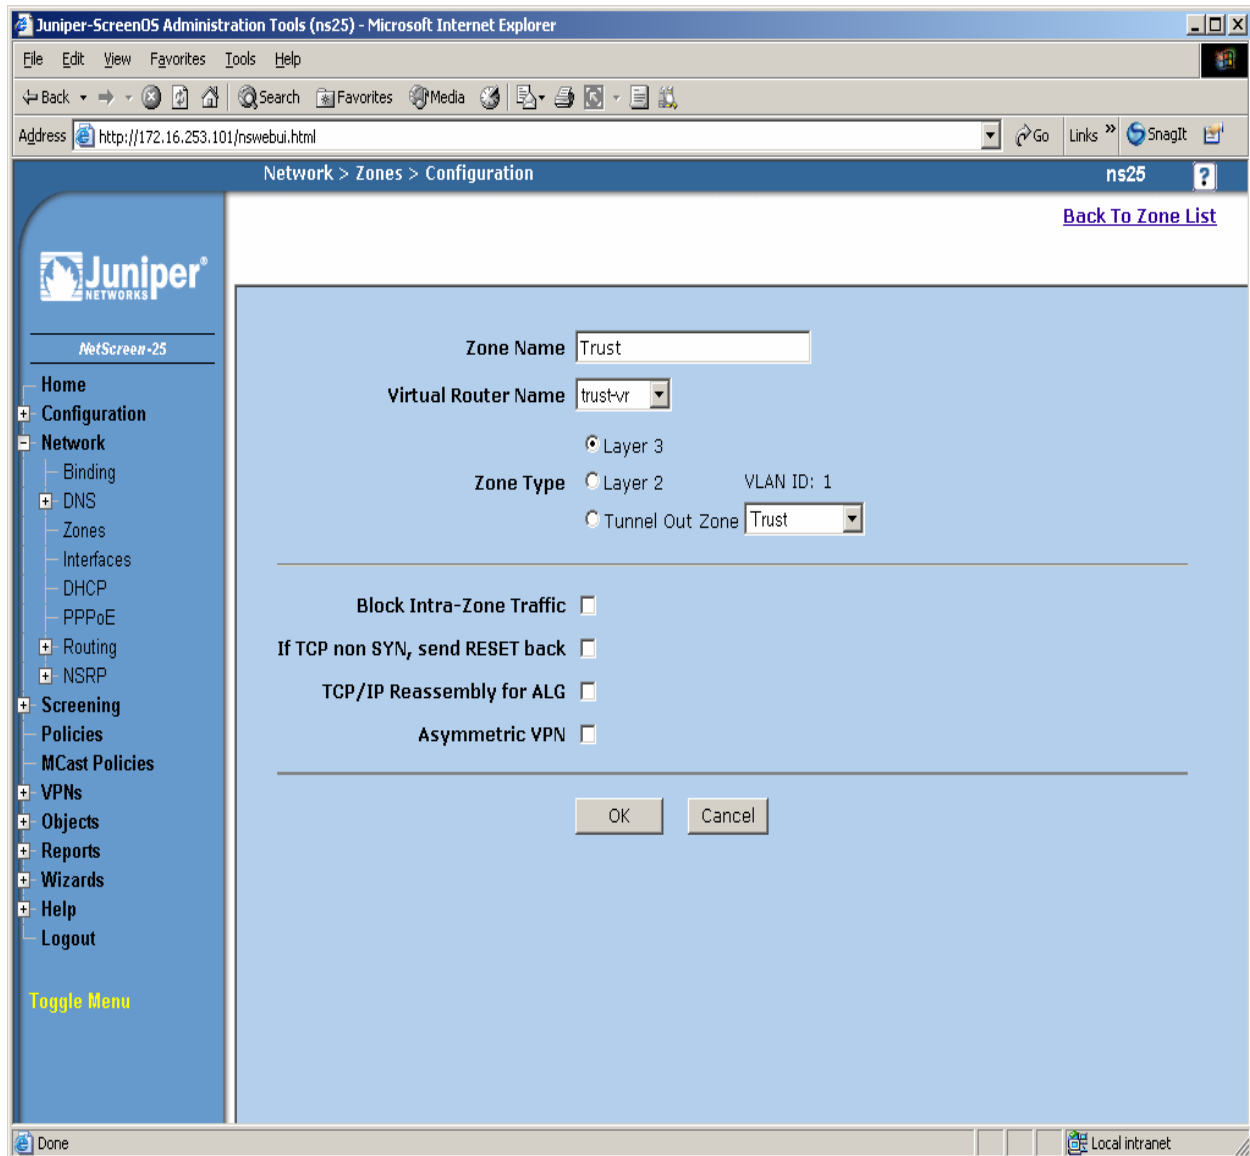 Juniper-ScreenOS Administration Tools (ns25) - Microsoft Internet Explorer
File Edit View Favorites Tools Help
Back Search Favorites Media
Address http://172.16.253.101/nswebui.html Go Links » SnagIt
Network > Zones > Configuration ns25 ?
Back To Zone List
Juniper®
NETWORKS
NetScreen-25
Home
Configuration
Network
Binding
DNS
Zones
Interfaces
DHCP
PPPoE
Routing
NSRP
Screening
Policies
MCast Policies
VPNs
Objects
Reports
Wizards
Help
Logout
Toggle Menu
Zone Name Trust
Virtual Router Name trust-vr
Zone Type
Layer 3
Layer 2 VLAN ID: 1
Tunnel Out Zone Trust
Block Intra-Zone Traffic
If TCP non SYN, send RESET back
TCP/IP Reassembly for ALG
Asymmetric VPN
OK Cancel
Done Local intranet